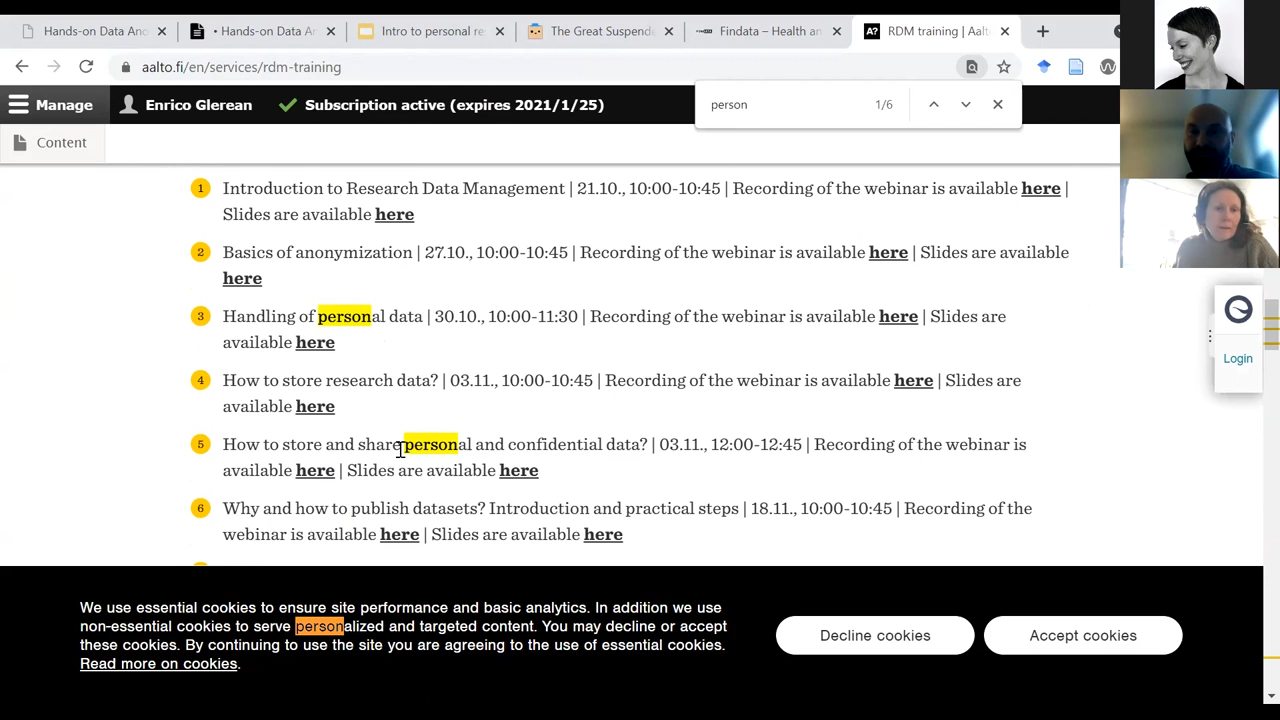 Hands-on Data Ano
• Hands-on Data Ar
Intro to personal re
The Great Suspende
Findata – Health an
A? RDM training | Aalt
aalto.fi/en/services/rdm-training
Manage
Enrico Glerean
Subscription active (expires 2021/1/25)
person
1/6
Content
1 Introduction to Research Data Management | 21.10., 10:00-10:45 | Recording of the webinar is available here |
Slides are available here
2 Basics of anonymization | 27.10., 10:00-10:45 | Recording of the webinar is available here | Slides are available
here
3 Handling of personal data | 30.10., 10:00-11:30 | Recording of the webinar is available here | Slides are
available here
4 How to store research data? | 03.11., 10:00-10:45 | Recording of the webinar is available here | Slides are
available here
5 How to store and share personal and confidential data? | 03.11., 12:00-12:45 | Recording of the webinar is
available here | Slides are available here
6 Why and how to publish datasets? Introduction and practical steps | 18.11., 10:00-10:45 | Recording of the
webinar is available here | Slides are available here
Login
We use essential cookies to ensure site performance and basic analytics. In addition we use
non-essential cookies to serve personalized and targeted content. You may decline or accept
these cookies. By continuing to use the site you are agreeing to the use of essential cookies.
Read more on cookies.
Decline cookies
Accept cookies